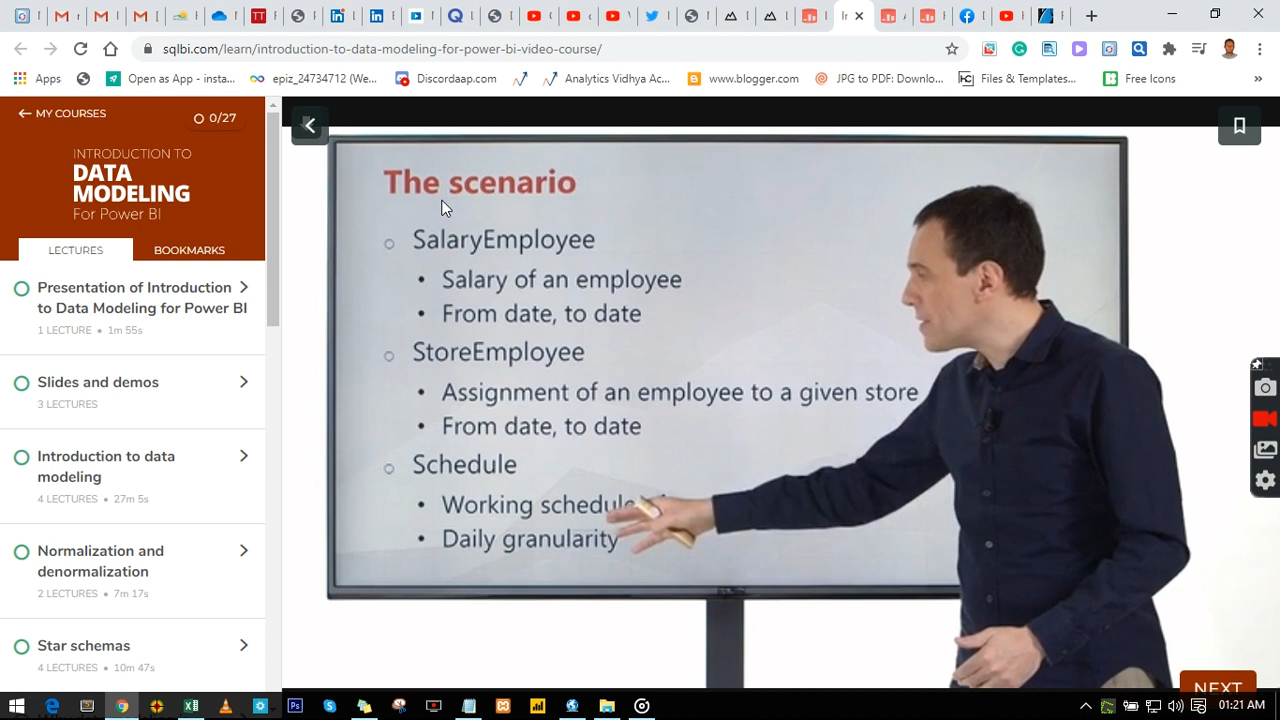 sqlbi.com/learn/introduction-to-data-modeling-for-power-bi-video-course/
Apps
Open as App - insta...
epiz_24734712 (We...
Discordaap.com
Analytics Vidhya Ac...
www.blogger.com
JPG to PDF: Downlo...
Files & Templates...
Free Icons
»
MY COURSES
0/27
INTRODUCTION TO
DATA
MODELING
For Power BI
LECTURES
BOOKMARKS
Presentation of Introduction
to Data Modeling for Power BI
1 LECTURE • 1m 55s
Slides and demos
3 LECTURES
Introduction to data
modeling
4 LECTURES • 27m 5s
Normalization and
denormalization
2 LECTURES • 7m 17s
Star schemas
4 LECTURES • 10m 47s
The scenario
SalaryEmployee
• Salary of an employee
• From date, to date
StoreEmployee
• Assignment of an employee to a given store
• From date, to date
Schedule
• Working schedule
• Daily granularity
NEXT
01:21 AM